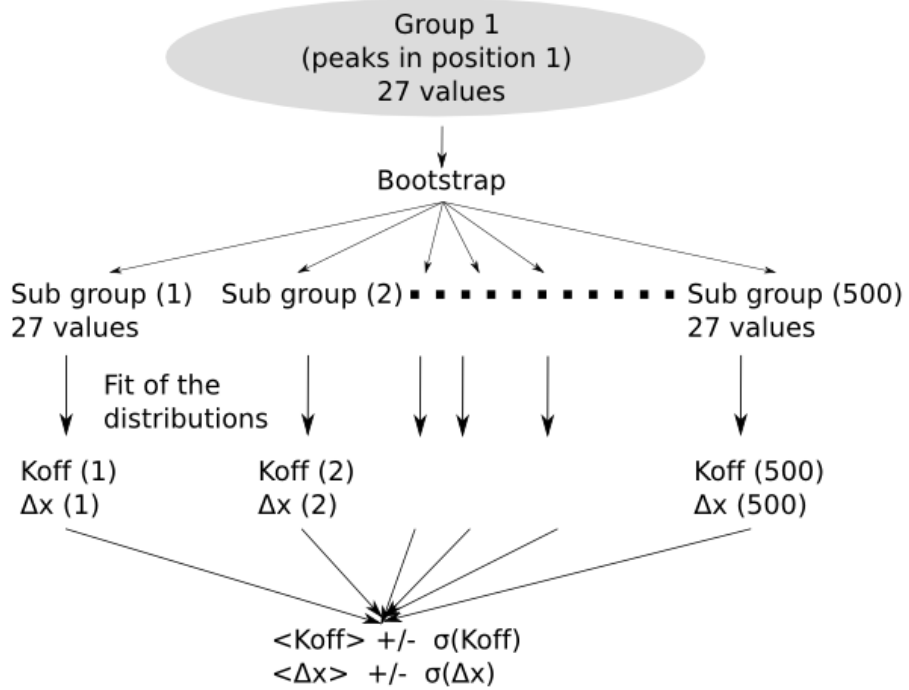 Group 1
(peaks in position 1)
27 values
Bootstrap
Sub group (1) Sub group (2) Sub group (500)
27 values 27 values
Fit of the
distributions
Koff (1) Koff (2) Koff (500)
Δx (1) Δx (2) Δx (500)
<Koff> +/- σ(Koff)
<Δx> +/- σ(Δx)